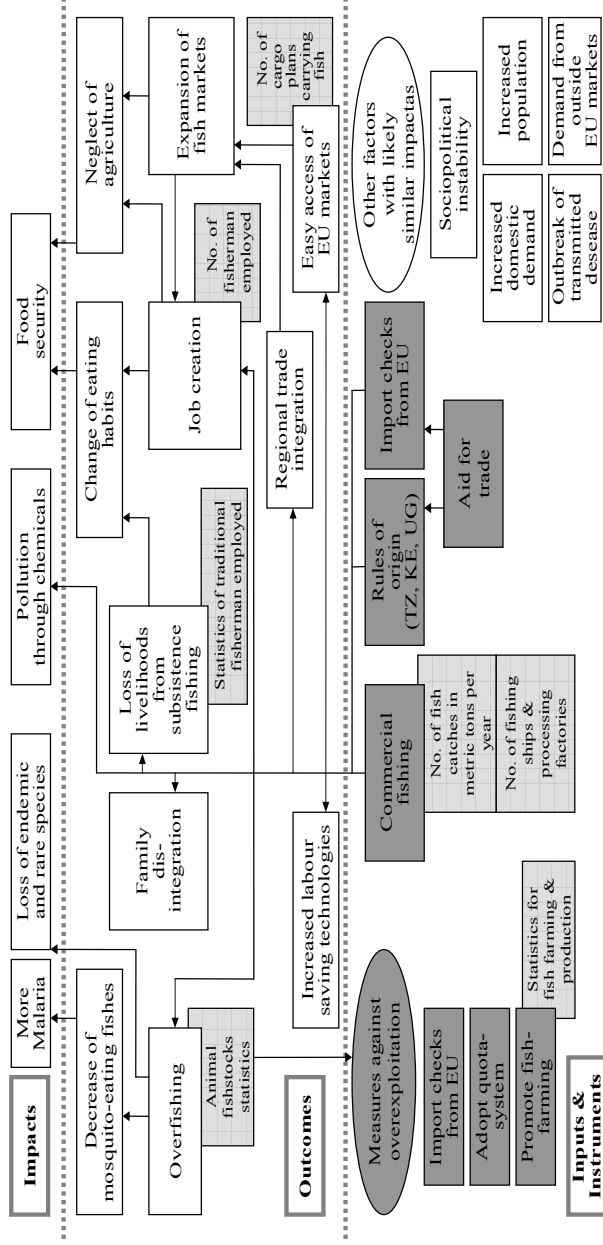 Impacts
More
Malaria
Loss of endemic
and rare species
Pollution
through chemicals
Food
security
Decrease of
mosquito-eating fishes
Change of eating
habits
Neglect of
agriculture
Overfishing
Animal
fishstocks
statistics
Family
dis-
integration
Loss of
livelihoods
from
subsistence
fishing
Statistics of traditional
fisherman employed
Job creation
No. of
fisherman
employed
Expansion of
fish markets
No. of
cargo
plans
carrying
fish
Outcomes
Increased labour
saving technologies
Regional trade
integration
Easy access of
EU markets
Measures against
overexploitation
Import checks
from EU
Adopt quota-
system
Promote fish-
farming
Statistics for
fish farming &
production
Commercial
fishing
No. of fish
catches in
metric tons per
year
No. of fishing
ships &
processing
factories
Rules of
origin
(TZ, KE, UG)
Import checks
from EU
Aid for
trade
Other factors
with likely
similar impactas
Sociopolitical
instability
Increased
domestic
demand
Increased
population
Outbreak of
transmitted
desease
Demand from
outside
EU markets
Inputs &
Instruments